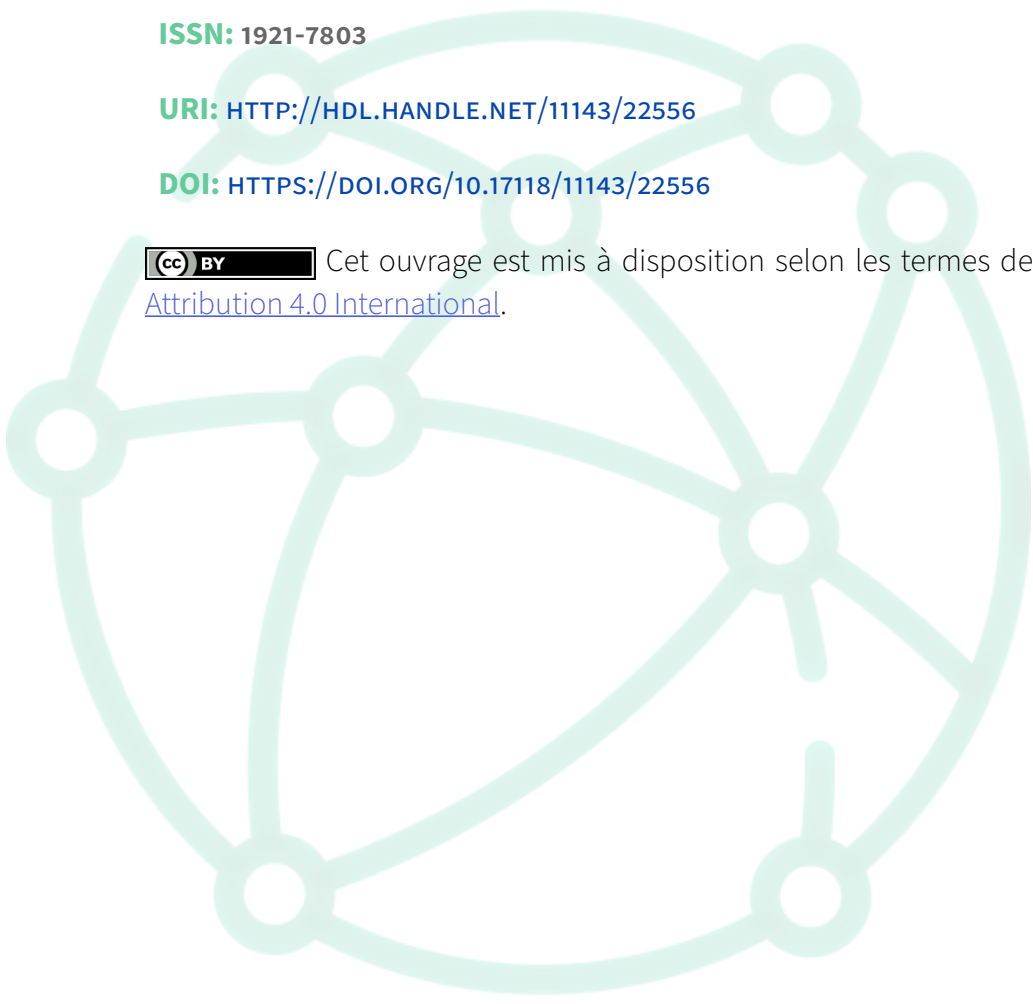 ISSN: 1921-7803
URI: HTTP://HDL.HANDLE.NET/11143/22556
DOI: HTTPS://DOI.ORG/10.17118/11143/22556
cc BY Cet ouvrage est mis à disposition selon les termes de
Attribution 4.0 International.